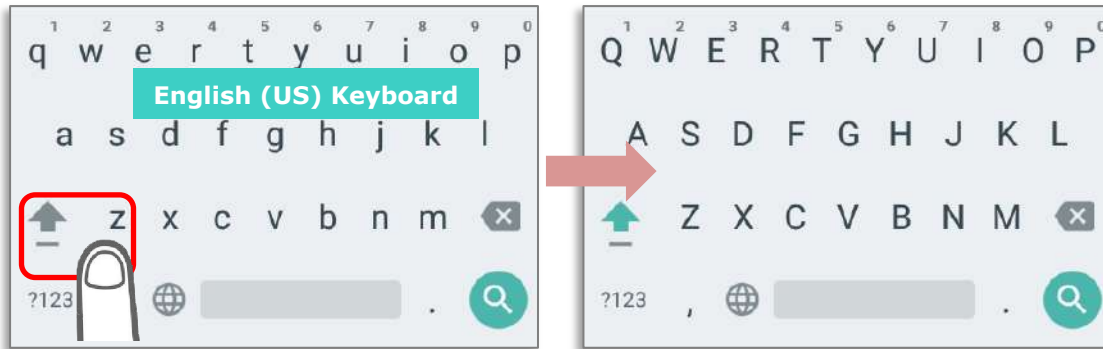 1 2 3 4 5 6 7 8 9 0
q w e r t y u i o p
English (US) Keyboard
a s d f g h j k l
z x c v b n m
?123 .
1 2 3 4 5 6 7 8 9 0
Q W E R T Y U I O P
A S D F G H J K L
Z X C V B N M
?123 , .